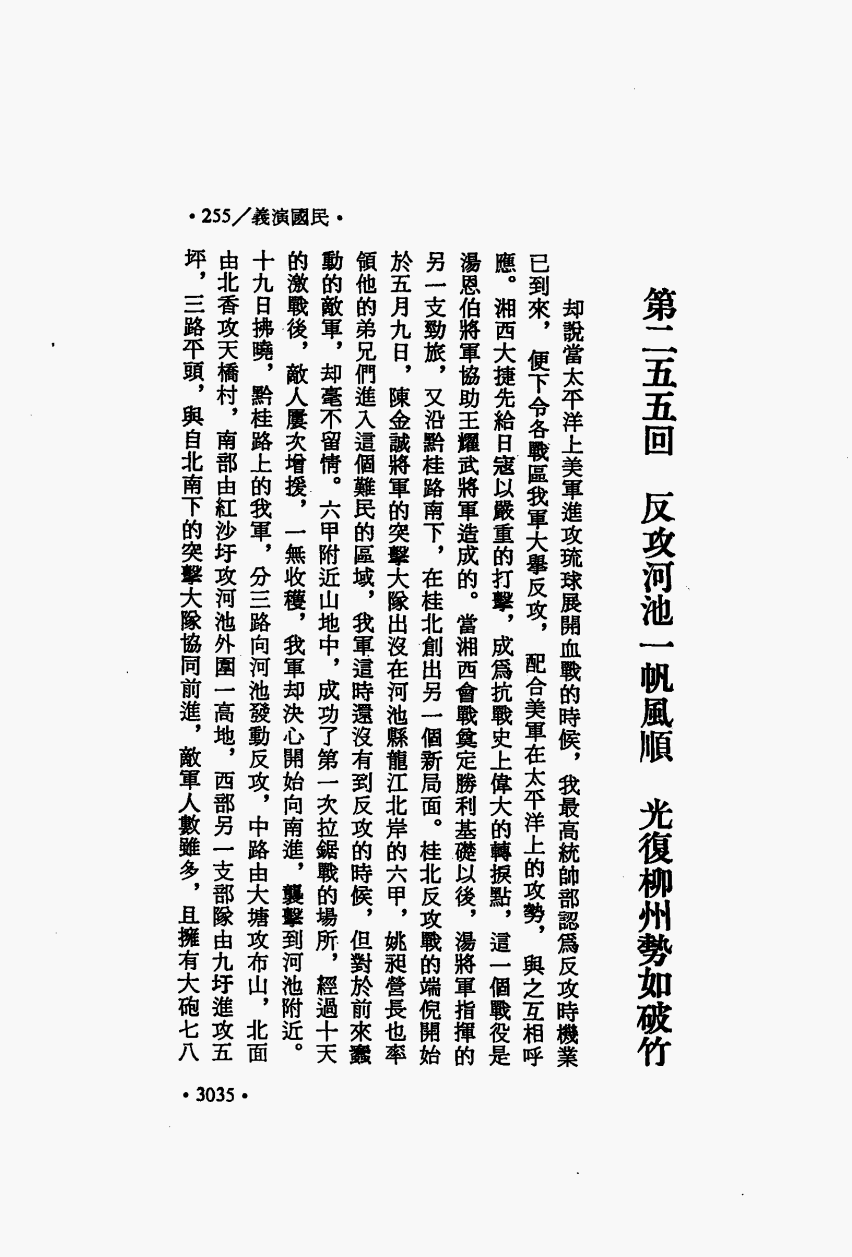 •255／義演國民•
第二五五回　反攻河池一帆風順　光復柳州勢如破竹
却說當太平洋上美軍進攻琉球展開血戰的時候，我最高統帥部認爲反攻時機業
已到來，便下令各戰區我軍大擧反攻，配合美軍在太平洋上的攻勢，與之互相呼
應。湘西大捷先給日寇以嚴重的打擊，成爲抗戰史上偉大的轉捩點，這一個戰役是
湯恩伯將軍協助王耀武將軍造成的。當湘西會戰奠定勝利基礎以後，湯將軍指揮的
另一支勁旅，又沿黔桂路南下，在桂北創出另一個新局面。桂北反攻戰的端倪開始
於五月九日，陳金誠將軍的突擊大隊出沒在河池縣龍江北岸的六甲，姚昶營長也率
領他的弟兄們進入這個難民的區域，我軍這時還沒有到反攻的時候，但對於前來蠢
動的敵軍，却毫不留情。六甲附近山地中，成功了第一次拉鋸戰的場所，經過十天
的激戰後，敵人屢次增援，一無收穫，我軍却決心開始向南進，襲擊到河池附近。
十九日拂曉，黔桂路上的我軍，分三路向河池發動反攻，中路由大塘攻布山，北面
由北香攻天橋村，南部由紅沙圩攻河池外圍一高地，西部另一支部隊由九圩進攻五
坪，三路平頭，與自北南下的突擊大隊協同前進，敵軍人數雖多，且擁有大砲七八
•3035•